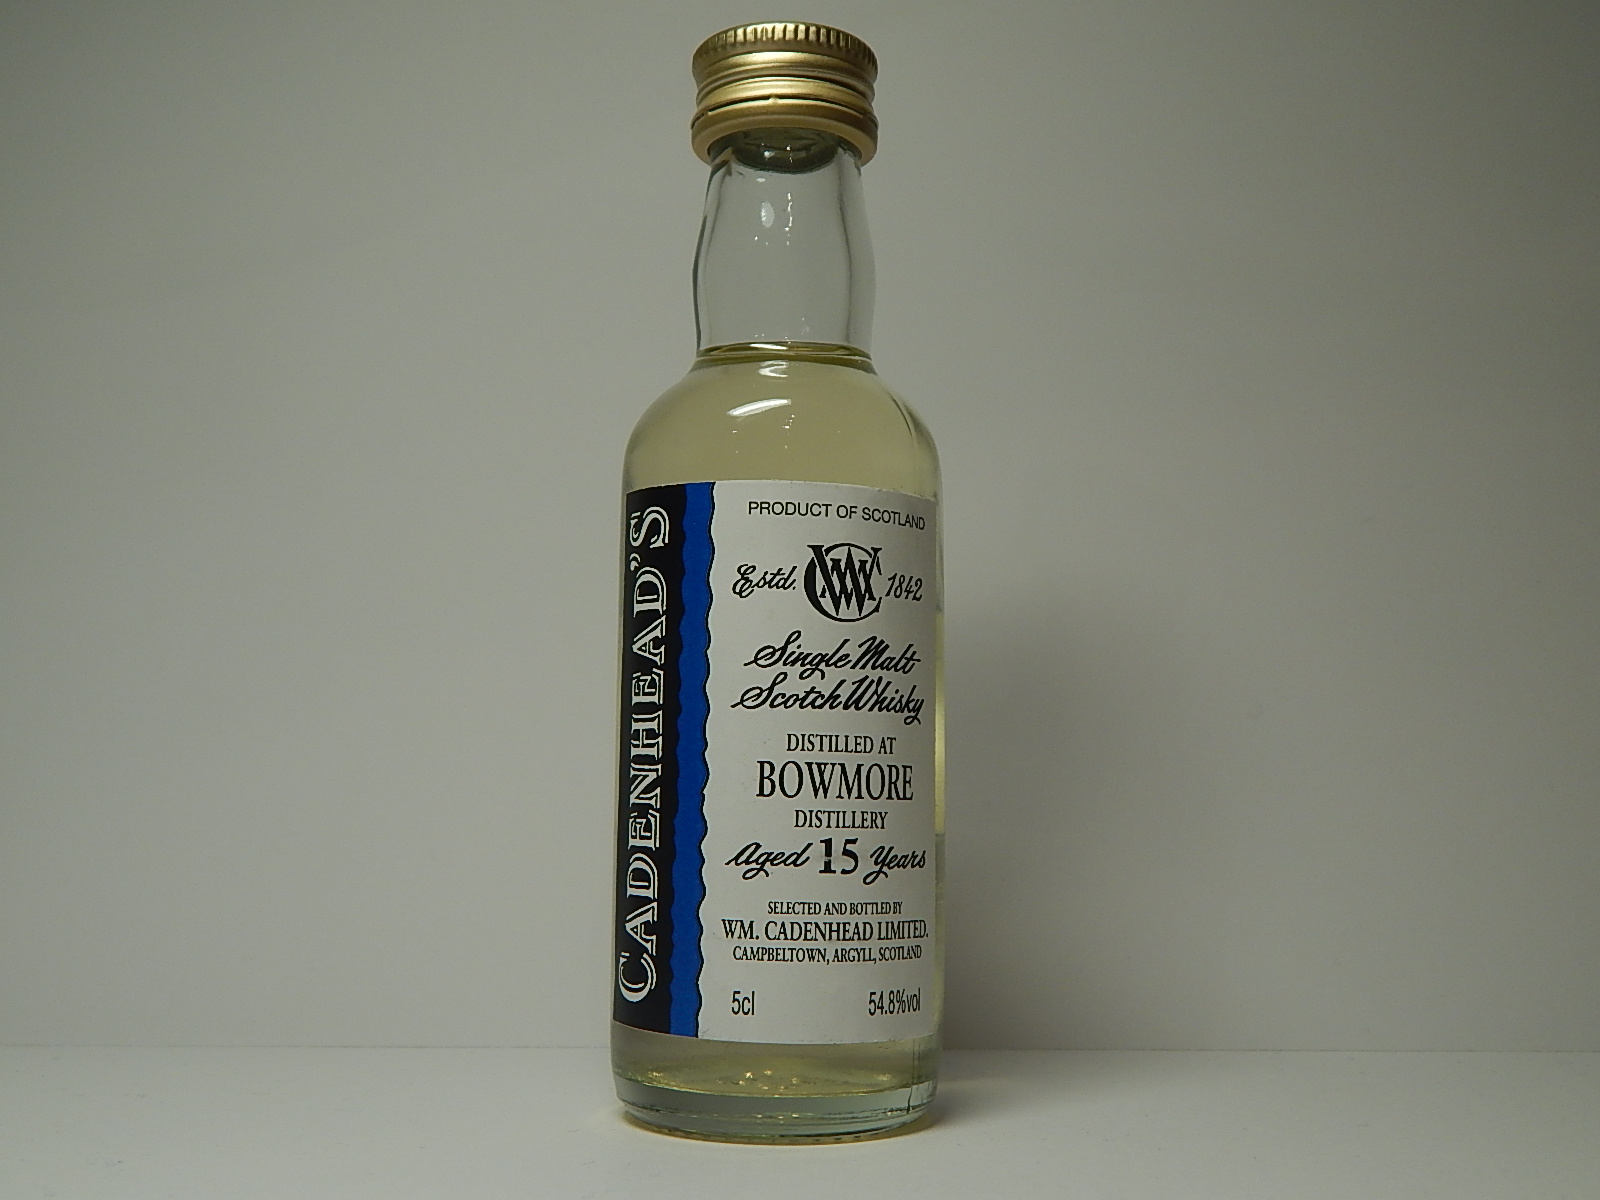 CADENHEAD'S
PRODUCT OF SCOTLAND
Estd. WC 1842
Single Malt
Scotch Whisky
DISTILLED AT
BOWMORE
DISTILLERY
Aged 15 Years
SELECTED AND BOTTLED BY
WM. CADENHEAD LIMITED.
CAMPBELTOWN, ARGYLL, SCOTLAND
5cl 54.8%vol